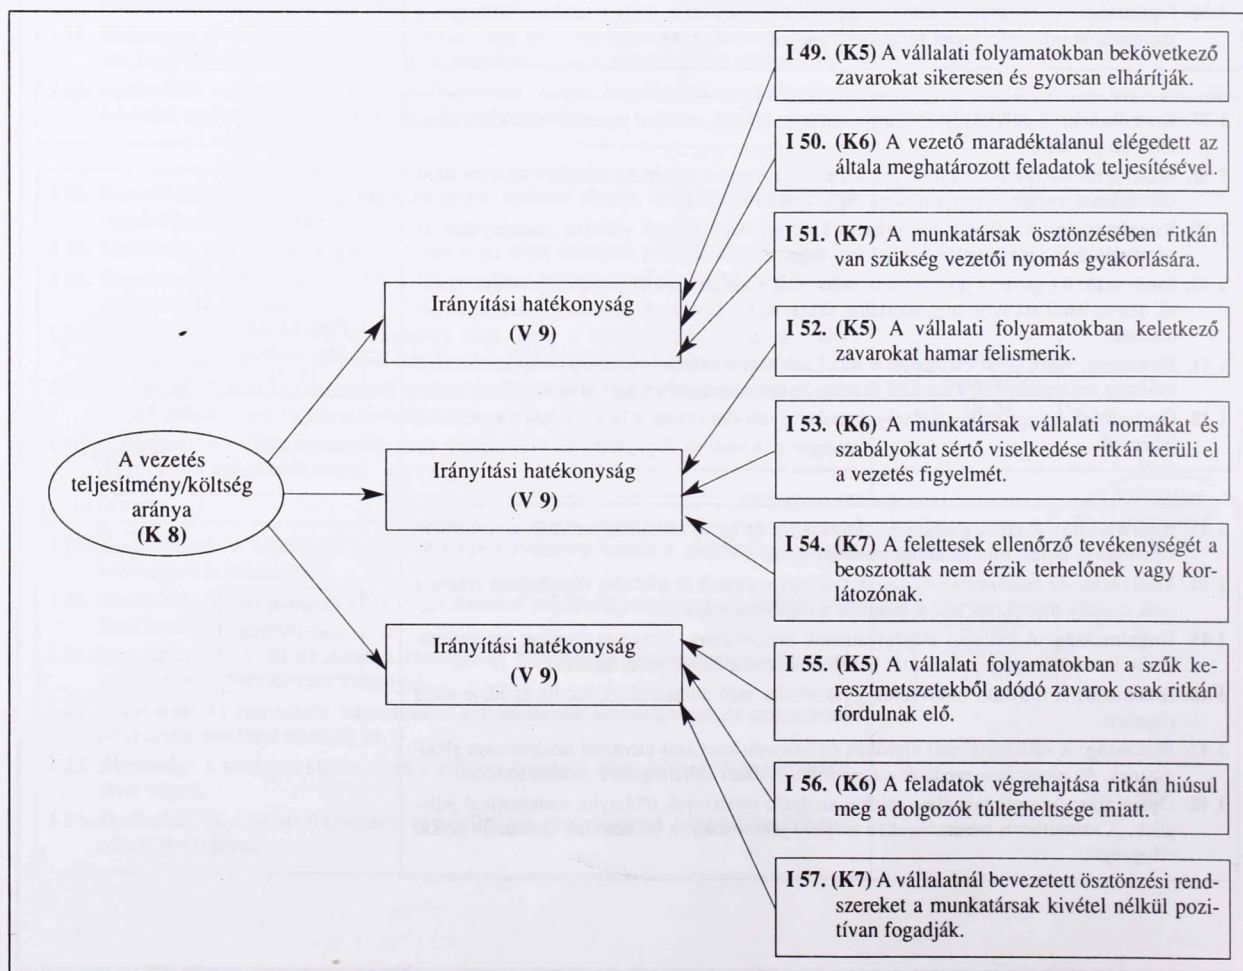 A vezetés
teljesítmény/költség
aránya
(K 8)
Irányítási hatékonyság
(V 9)
Irányítási hatékonyság
(V 9)
Irányítási hatékonyság
(V 9)
I 49. (K5) A vállalati folyamatokban bekövetkező
zavarokat sikeresen és gyorsan elhárítják.
I 50. (K6) A vezető maradéktalanul elégedett az
általa meghatározott feladatok teljesítésével.
I 51. (K7) A munkatársak ösztönzésében ritkán
van szükség vezetői nyomás gyakorlására.
I 52. (K5) A vállalati folyamatokban keletkező
zavarokat hamar felismerik.
I 53. (K6) A munkatársak vállalati normákat és
szabályokat sértő viselkedése ritkán kerüli el
a vezetés figyelmét.
I 54. (K7) A felettesek ellenőrző tevékenységét a
beosztottak nem érzik terhelőnek vagy kor-
látozónak.
I 55. (K5) A vállalati folyamatokban a szűk ke-
resztmetszetekből adódó zavarok csak ritkán
fordulnak elő.
I 56. (K6) A feladatok végrehajtása ritkán hiúsul
meg a dolgozók túlterheltsége miatt.
I 57. (K7) A vállalatnál bevezetett ösztönzési rend-
szereket a munkatársak kivétel nélkül pozi-
tívan fogadják.